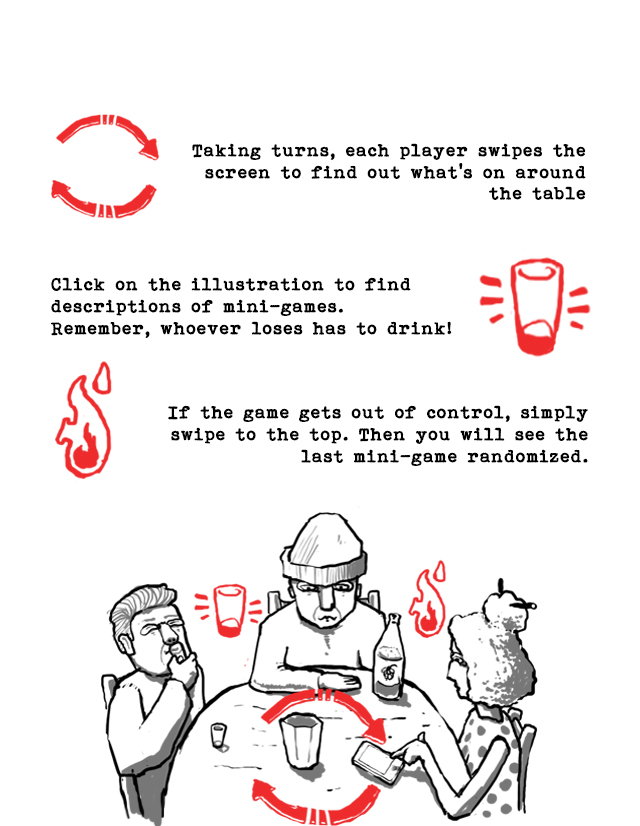 Taking turns, each player swipes the
screen to find out what's on around
the table
Click on the illustration to find
descriptions of mini-games.
Remember, whoever loses has to drink!
If the game gets out of control, simply
swipe to the top. Then you will see the
last mini-game randomized.